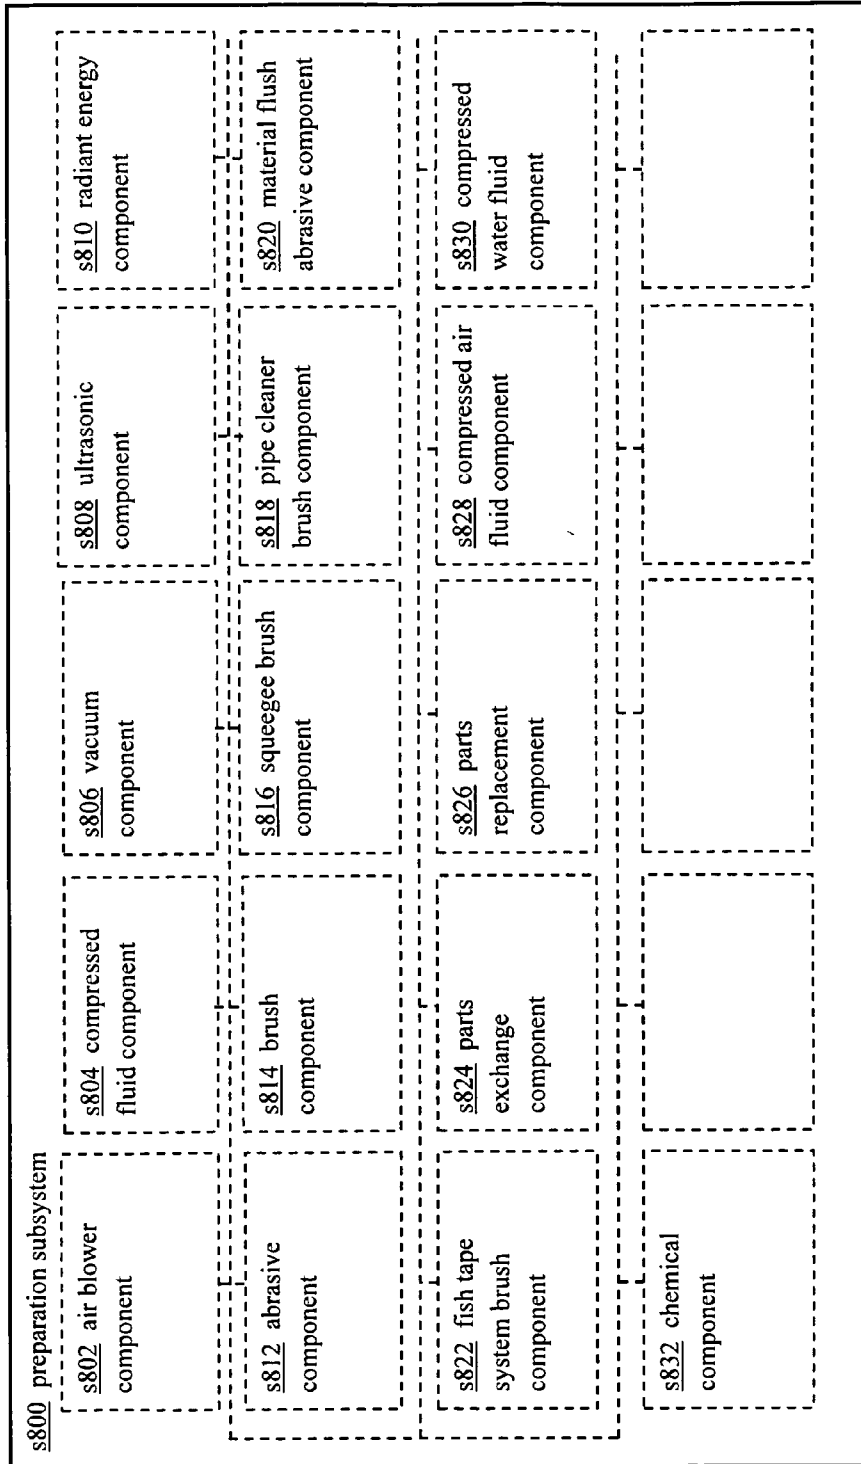 s800 preparation subsystem
s802 air blower
component
s804 compressed
fluid component
s806 vacuum
component
s808 ultrasonic
component
s810 radiant energy
component
s812 abrasive
component
s814 brush
component
s816 squeegee brush
component
s818 pipe cleaner
brush component
s820 material flush
abrasive component
s822 fish tape
system brush
component
s824 parts
exchange
component
s826 parts
replacement
component
s828 compressed air
fluid component
s830 compressed
water fluid
component
s832 chemical
component